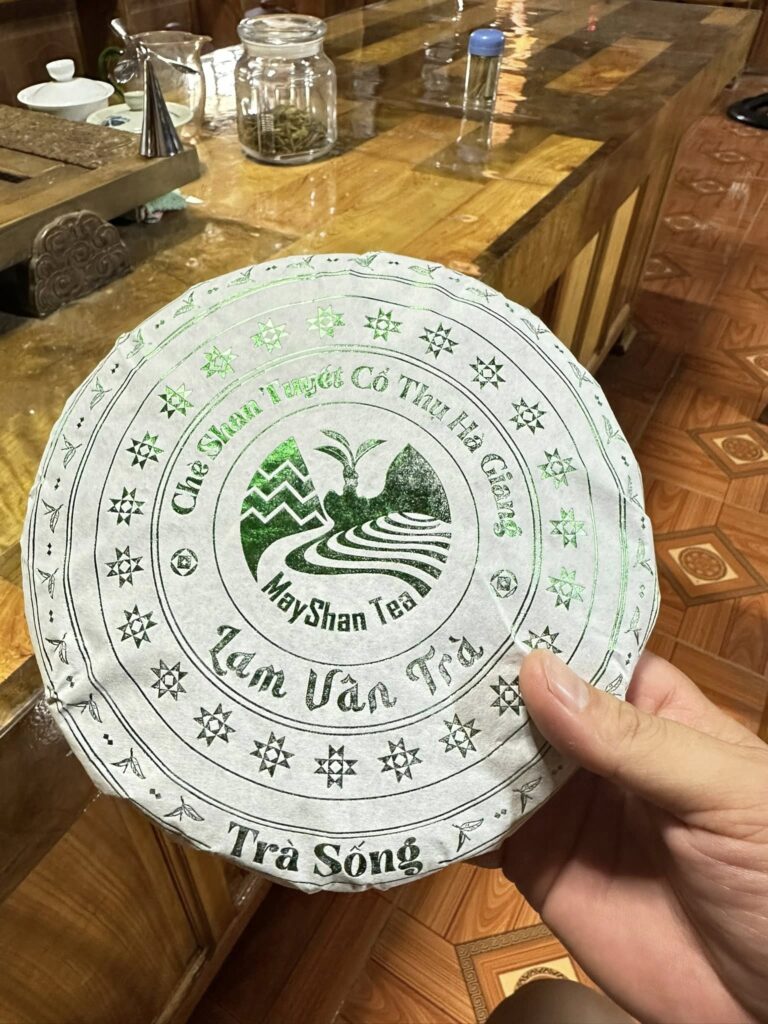 Chè Shan Tuyết Cổ Thụ Hà Giang
MayShan Tea
Lam Vân Trà
Trà Sống